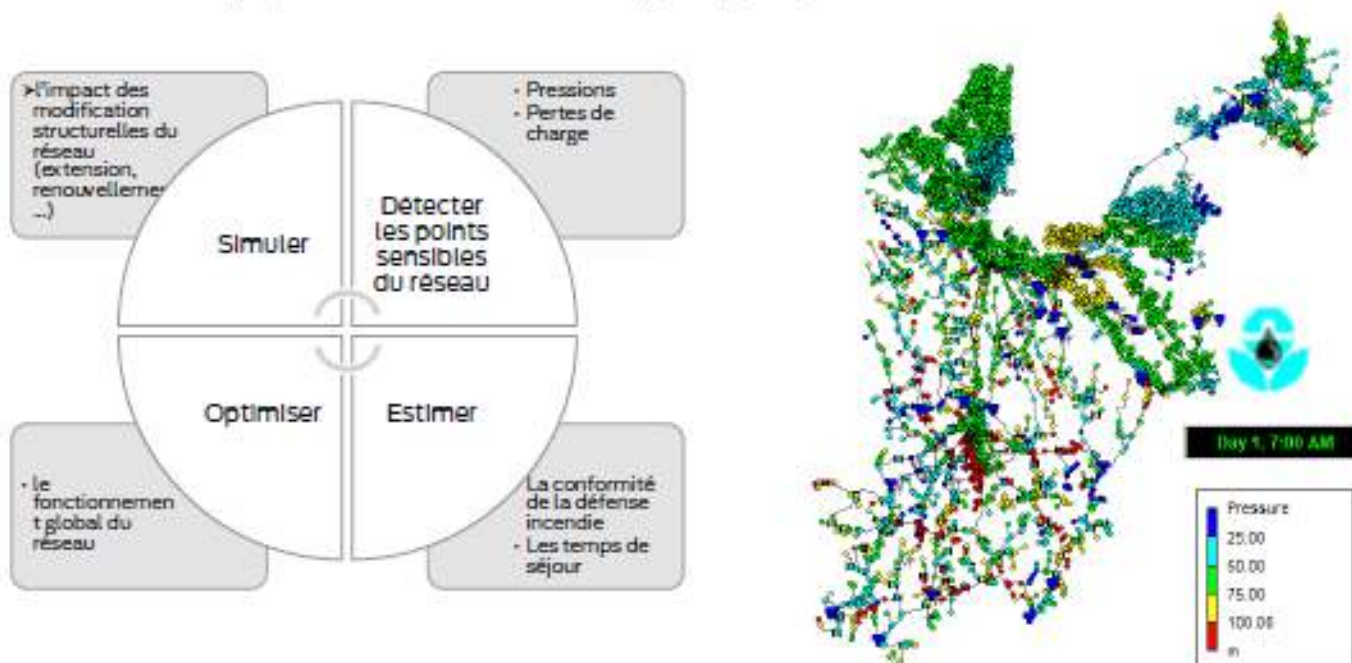 ➢l'impact des
modification
structurelles du
réseau
(extension,
...)
- Pressions
- Pertes de
charge
Simuler
Détecter
les points
sensibles
du réseau
Optimiser
Estimer
- le
fonctionnemen
t global du
réseau
La conformité
de la défense
incendie
- Les temps de
séjour
Day 1, 7:00 AM
Pressure
25.00
50.00
75.00
100.00
m